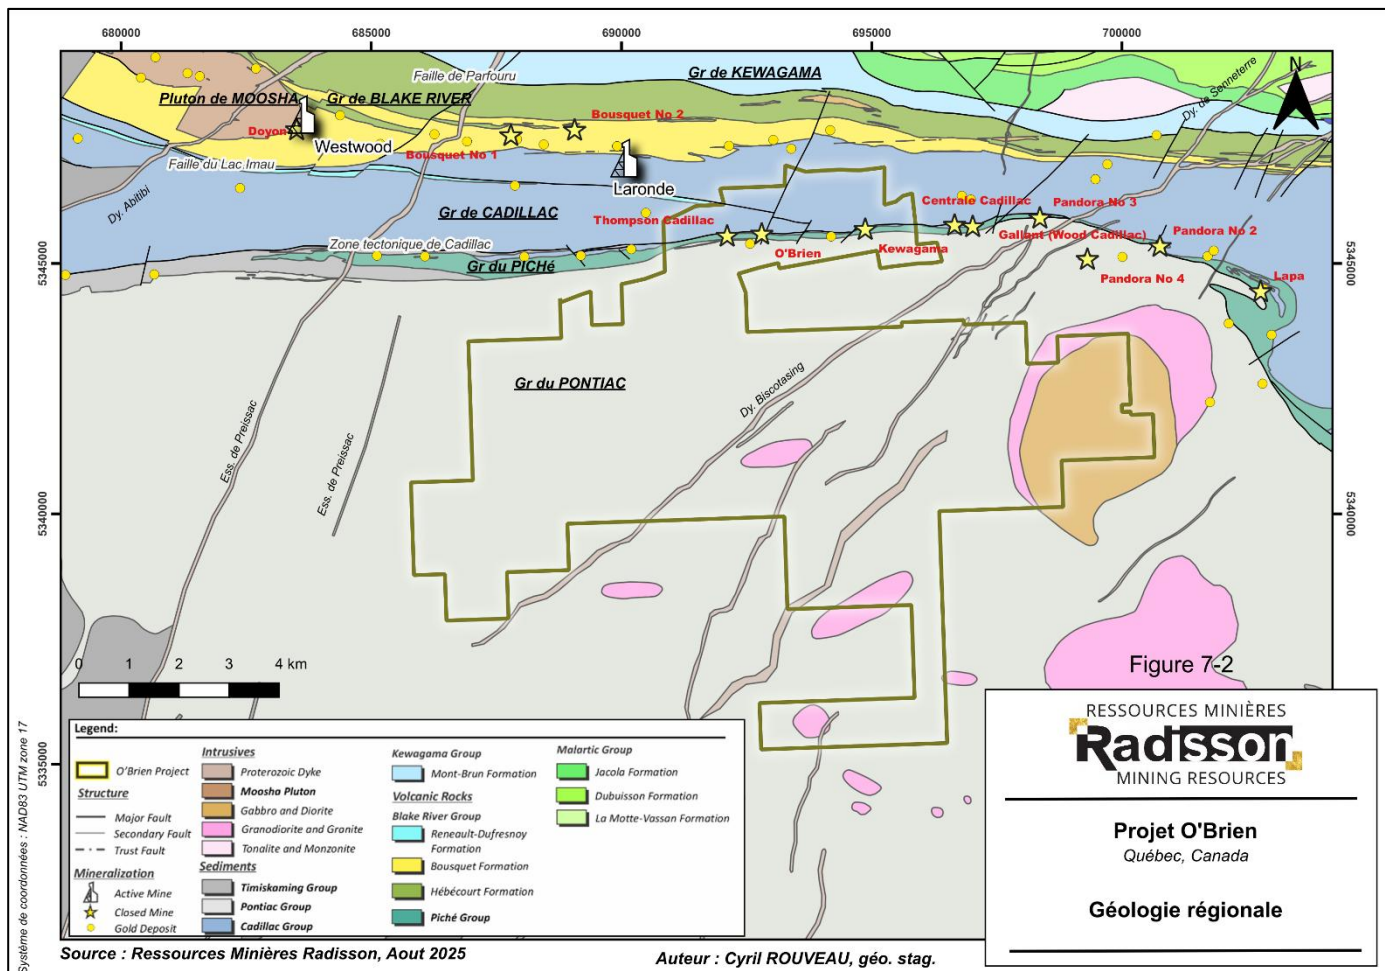 680000
685000
690000
695000
700000
Gr de KEWAGAMA
Faille de Parfouru
Pluton de MOOSHA
Gr de BLAKE RIVER
Dy. de Senneterre
N
Bousquet No 2
Doyon
Westwood
Bousquet No 1
Faille du Lac Imau
Laronde
Dy. Abitibi
Gr de CADILLAC
Thompson Cadillac
Centrale Cadillac
Pandora No 3
Zone tectonique de Cadillac
Gallant (Wood Cadillac)
Pandora No 2
5345000
5345000
Gr du PICHé
O'Brien
Kewagama
Pandora No 4
Lapa
Gr du PONTIAC
Dy. Biscotasing
Ess. de Preissac
Ess. de Preissac
5340000
5340000
0 1 2 3 4 km
Figure 7-2
5335000
Legend:
O'Brien Project
Structure
Major Fault
Secondary Fault
Trust Fault
Mineralization
Active Mine
Closed Mine
Gold Deposit
Intrusives
Proterozoic Dyke
Moosha Pluton
Gabbro and Diorite
Granodiorite and Gronite
Tonalite and Monzonite
Sediments
Timiskaming Group
Pontiac Group
Cadillac Group
Kewagama Group
Mont-Brun Formation
Volcanic Rocks
Blake River Group
Reneault-Dufresnoy
Formation
Bousquet Formation
Hébécourt Formation
Piché Group
Malartic Group
Jacola Formation
Dubuisson Formation
La Motte-Vassan Formation
RESSOURCES MINIÈRES
Radisson
MINING RESOURCES
Projet O'Brien
Québec, Canada
Géologie régionale
Système de coordonnées : NAD83 UTM zone 17
Source : Ressources Minières Radisson, Aout 2025
Auteur : Cyril ROUVEAU, géo. stag.